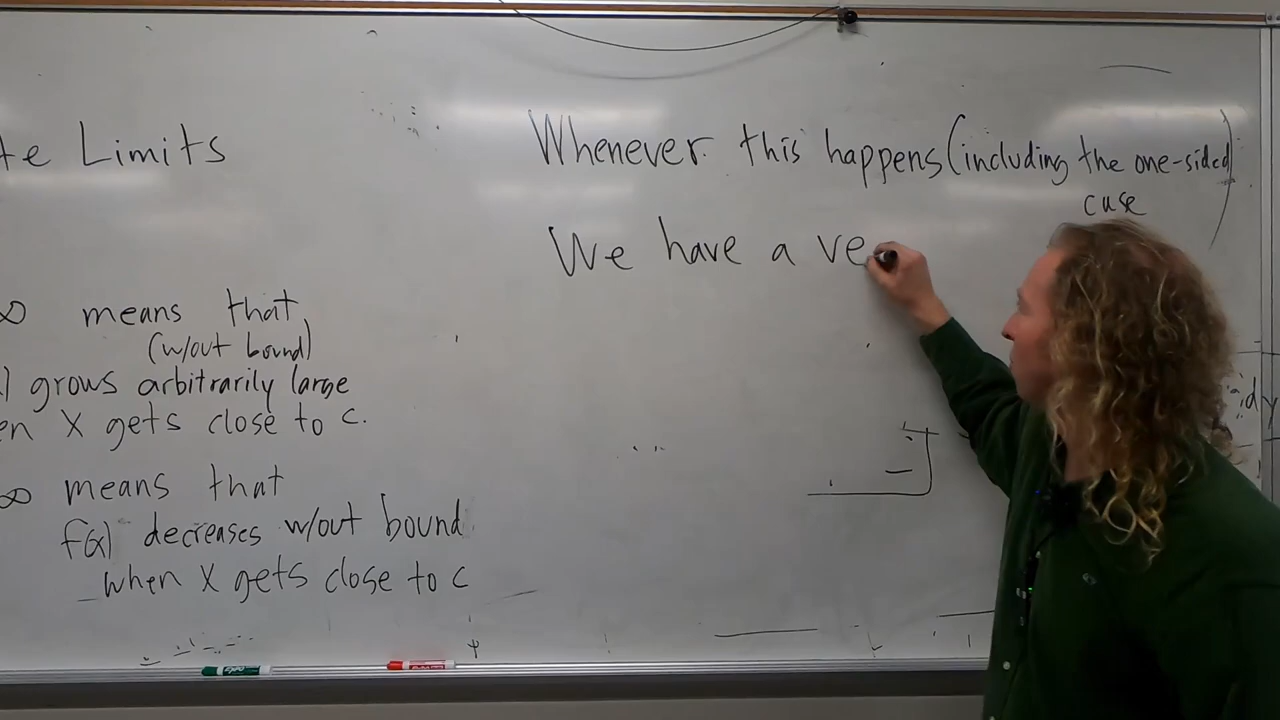 te Limits
∞ means that
(w/out bound)
) grows arbitrarily large
en x gets close to c.
∞ means that
f(x) decreases w/out bound
when x gets close to c
Whenever this happens (including the one-sided
case)
We have a ve